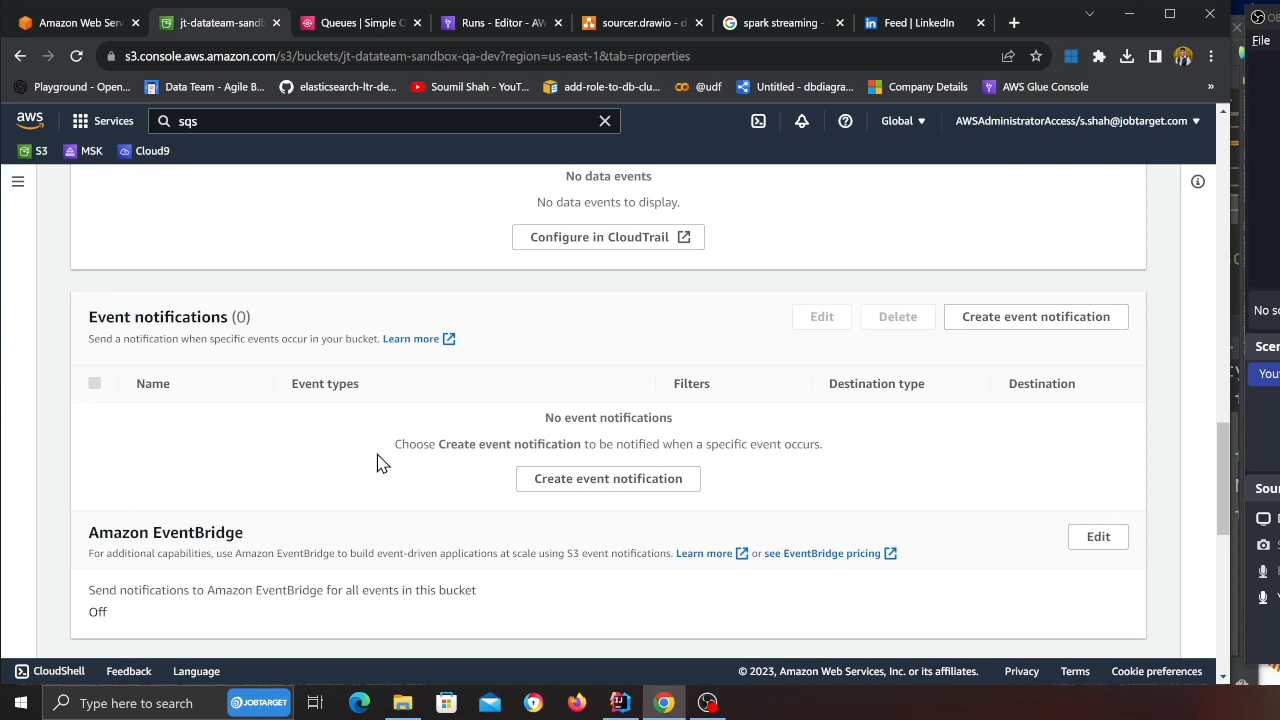 Amazon Web Servi
jt-datateam-sandb
Queues | Simple C
Runs - Editor - AW
sourcer.drawio - d
spark streaming -
Feed | LinkedIn
s3.console.aws.amazon.com/s3/buckets/jt-datateam-sandbox-qa-dev?region=us-east-1&tab=properties
File
Playground - Open...
Data Team - Agile B...
elasticsearch-ltr-de...
Soumil Shah - YouT...
add-role-to-db-clu...
@udf
Untitled - dbdiagra...
Company Details
AWS Glue Console
»
aws
Services
sqs
Global
AWSAdministratorAccess/s.shah@jobtarget.com
S3
MSK
Cloud9
No data events
No data events to display.
Configure in CloudTrail
Event notifications (0)
Edit
Delete
Create event notification
Send a notification when specific events occur in your bucket. Learn more
No so
Scen
You
Name
Event types
Filters
Destination type
Destination
No event notifications
Choose Create event notification to be notified when a specific event occurs.
Create event notification
Sou
Amazon EventBridge
Edit
For additional capabilities, use Amazon EventBridge to build event-driven applications at scale using S3 event notifications. Learn more or see EventBridge pricing
Send notifications to Amazon EventBridge for all events in this bucket
Off
CloudShell
Feedback
Language
© 2023, Amazon Web Services, Inc. or its affiliates.
Privacy
Terms
Cookie preferences
Type here to search
JOBTARGET